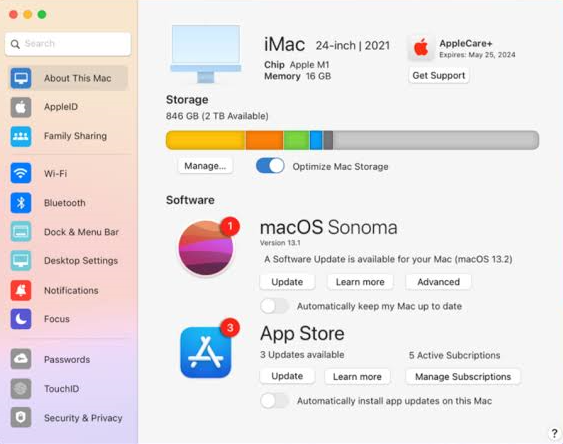 Search
About This Mac
AppleID
Family Sharing
Wi-Fi
Bluetooth
Dock & Menu Bar
Desktop Settings
Notifications
Focus
Passwords
TouchID
Security & Privacy
iMac 24-inch | 2021
Chip Apple M1
Memory 16 GB
AppleCare+
Expires: May 25, 2024
Get Support
Storage
846 GB (2 TB Available)
Manage...
Optimize Mac Storage
Software
1
macOS Sonoma
Version 13.1
A Software Update is available for your Mac (macOS 13.2)
Update Learn more Advanced
Automatically keep my Mac up to date
3
App Store
3 Updates available 5 Active Subcriptions
Update Learn more Manage Subscriptions
Automatically install app updates on this Mac
?